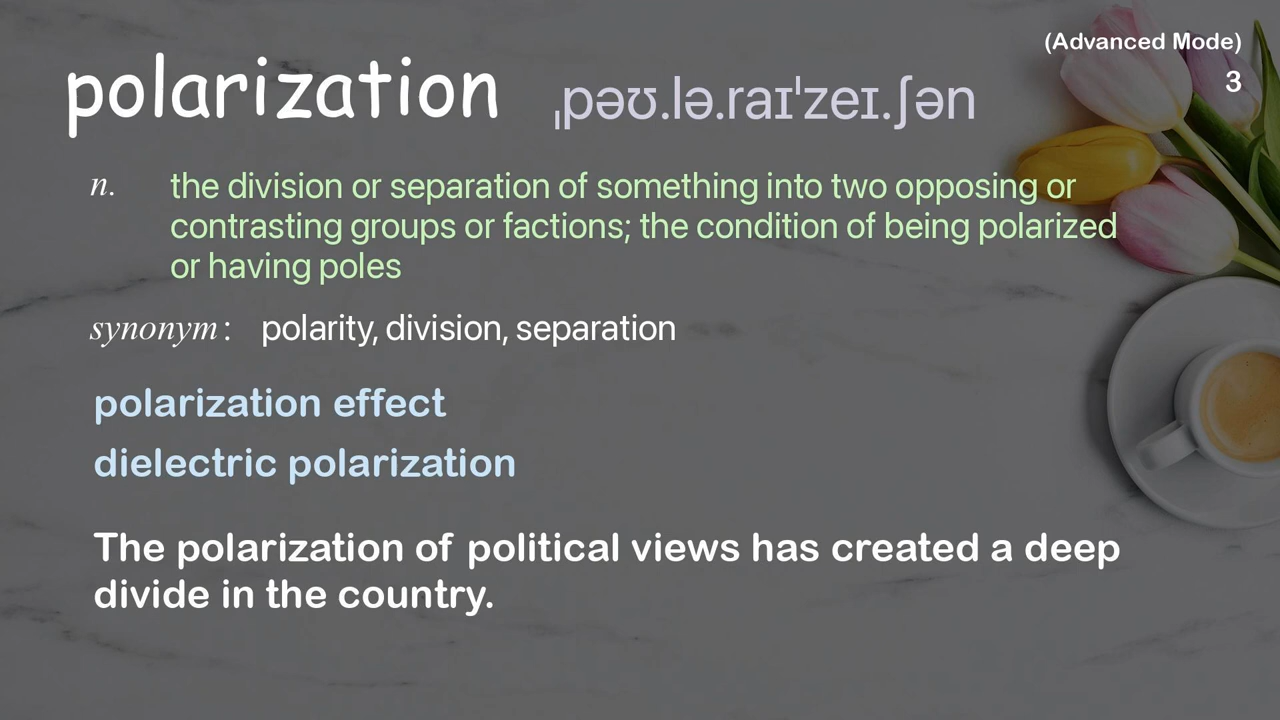 (Advanced Mode)
3
polarization ˌpəʊ.lə.raɪˈzeɪ.ʃən
n. the division or separation of something into two opposing or
contrasting groups or factions; the condition of being polarized
or having poles
synonym: polarity, division, separation
polarization effect
dielectric polarization
The polarization of political views has created a deep
divide in the country.